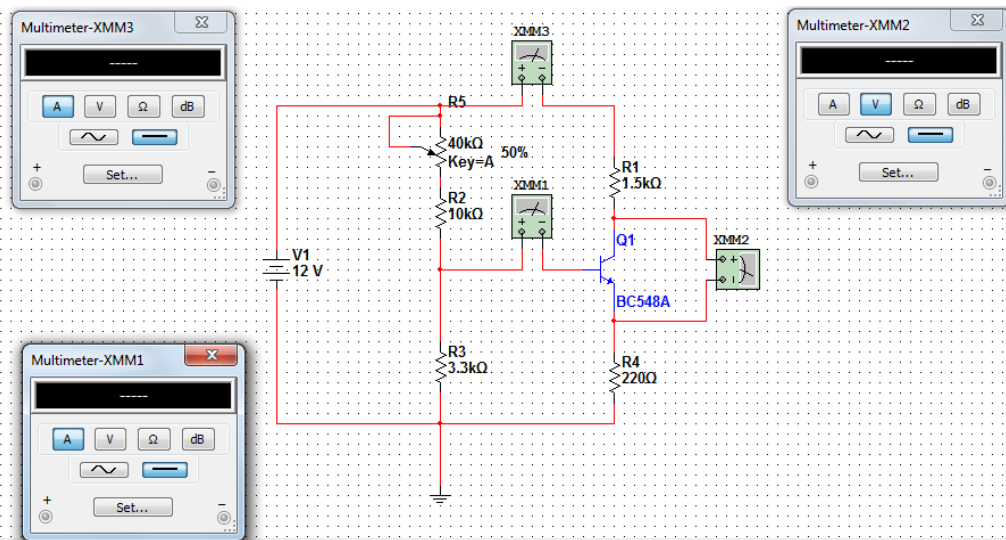 Multimeter-XMM3
-----
A V Ω dB
+ -
Set...
Multimeter-XMM2
-----
A V Ω dB
+ -
Set...
XMM3
+ -
R5
40kΩ
Key=A 50%
R2
10kΩ
XMM1
+ -
R1
1.5kΩ
Q1
BC548A
XMM2
+
-
V1
12 V
R3
3.3kΩ
R4
220Ω
Multimeter-XMM1
-----
A V Ω dB
+ -
Set...